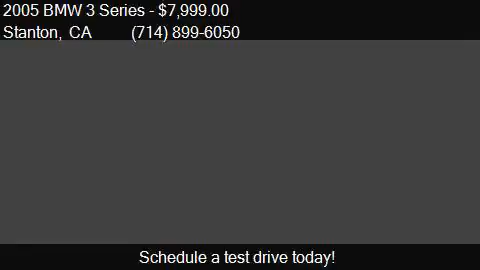 2005 BMW 3 Series - $7,999.00
Stanton, CA (714) 899-6050
Schedule a test drive today!